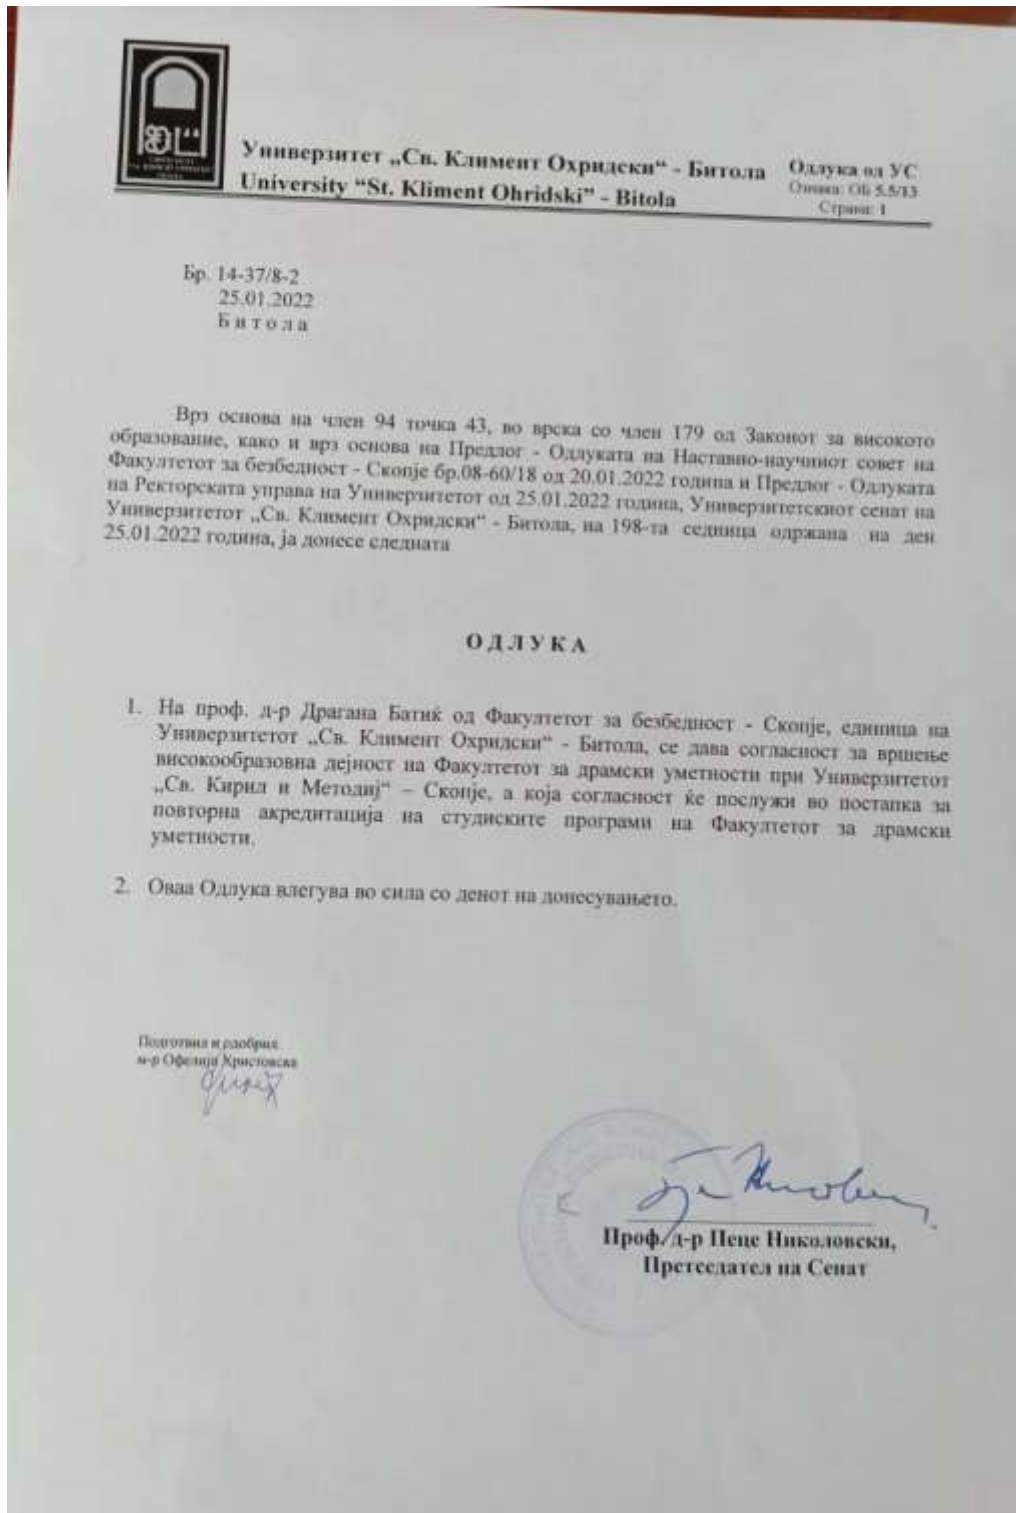 Универзитет „Св. Климент Охридски“ - Битола
University “St. Kliment Ohridski” - Bitola
Одлука од УС
Ознака: ОБ 5.5/13
Страна: 1
Бр. 14-37/8-2
25.01.2022
Б и т о л а
Врз основа на член 94 точка 43, во врска со член 179 од Законот за високото
образование, како и врз основа на Предлог - Одлуката на Наставно-научниот совет на
Факултетот за безбедност - Скопје бр.08-60/18 од 20.01.2022 година и Предлог - Одлуката
на Ректорската управа на Универзитетот од 25.01.2022 година, Универзитетскиот сенат на
Универзитетот „Св. Климент Охридски“ - Битола, на 198-та седница одржана на ден
25.01.2022 година, ја донесе следната
О Д Л У К А
1. На проф. д-р Драгана Батиќ од Факултетот за безбедност - Скопје, единица на
Универзитетот „Св. Климент Охридски“ - Битола, се дава согласност за вршење
високообразовна дејност на Факултетот за драмски уметности при Универзитетот
„Св. Кирил и Методиј“ – Скопје, а која согласност ќе послужи во постапка за
повторна акредитација на студиските програми на Факултетот за драмски
уметности.
2. Оваа Одлука влегува во сила со денот на донесувањето.
Подготвил и одобрил
м-р Офелија Христовска
Проф. д-р Пеце Николовски,
Претседател на Сенат